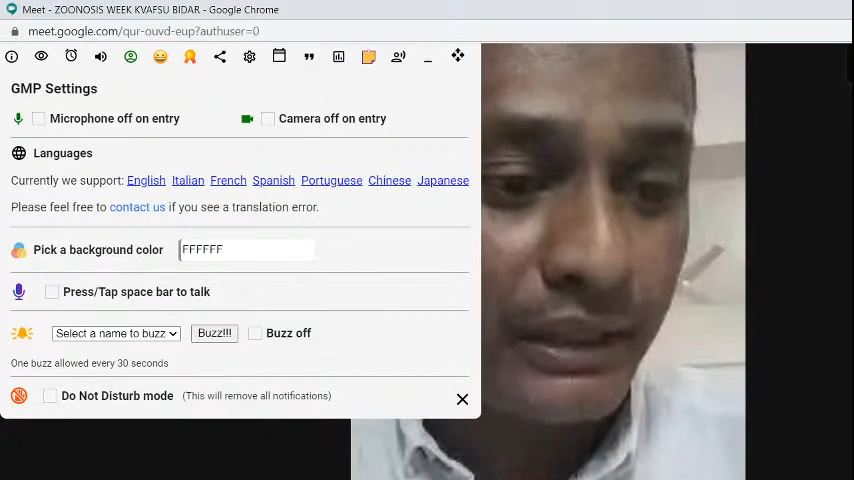 Meet - ZOONOSIS WEEK KVAFSU BIDAR - Google Chrome
meet.google.com/qur-ouvd-eup?authuser=0
GMP Settings
Microphone off on entry Camera off on entry
Languages
Currently we support: English Italian French Spanish Portuguese Chinese Japanese
Please feel free to contact us if you see a translation error.
Pick a background color FFFFFF
Press/Tap space bar to talk
Select a name to buzz Buzz!!! Buzz off
One buzz allowed every 30 seconds
Do Not Disturb mode (This will remove all notifications)